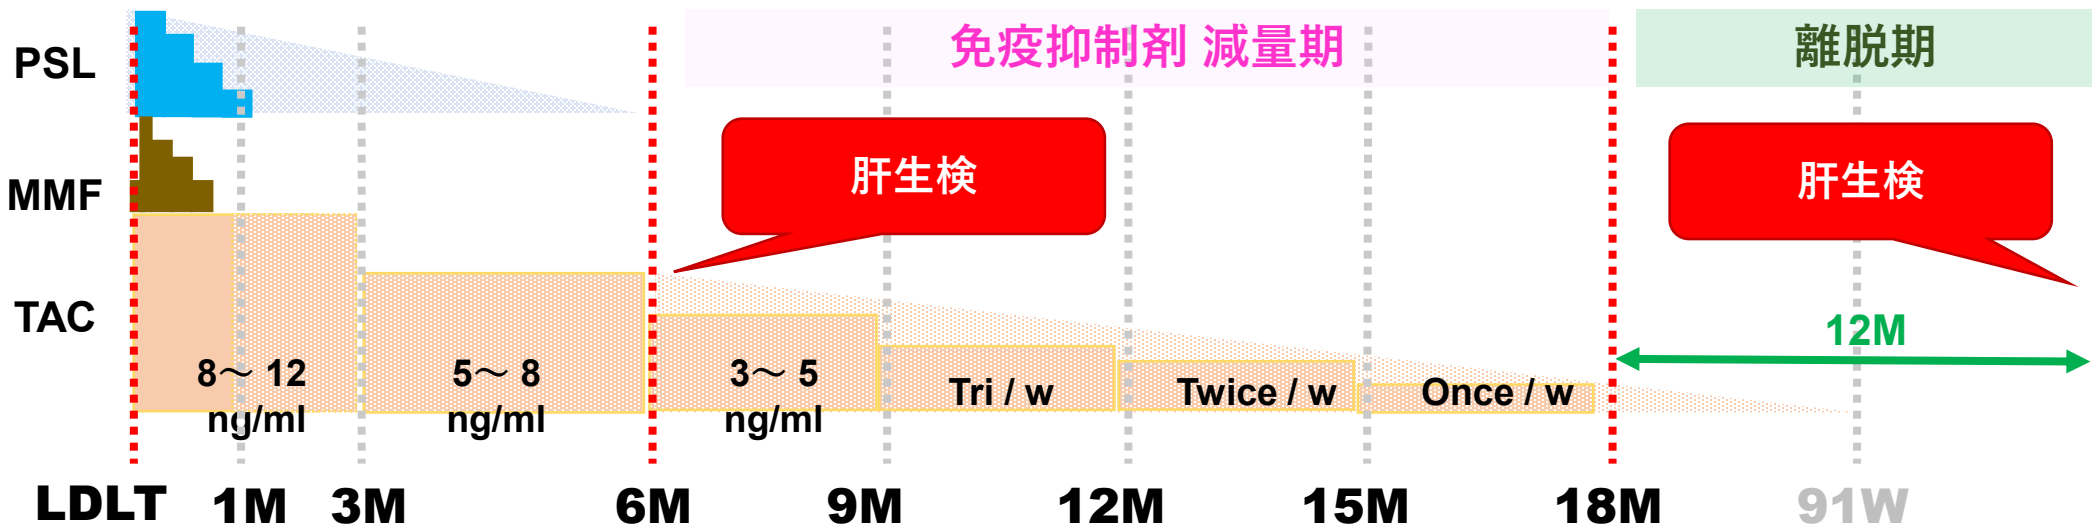 免疫抑制剤 減量期
離脱期
PSL
肝生検
肝生検
MMF
TAC
12M
8～ 12
ng/ml
5～ 8
ng/ml
3～ 5
ng/ml
Tri / w
Twice / w
Once / w
LDLT
1M
3M
6M
9M
12M
15M
18M
91W